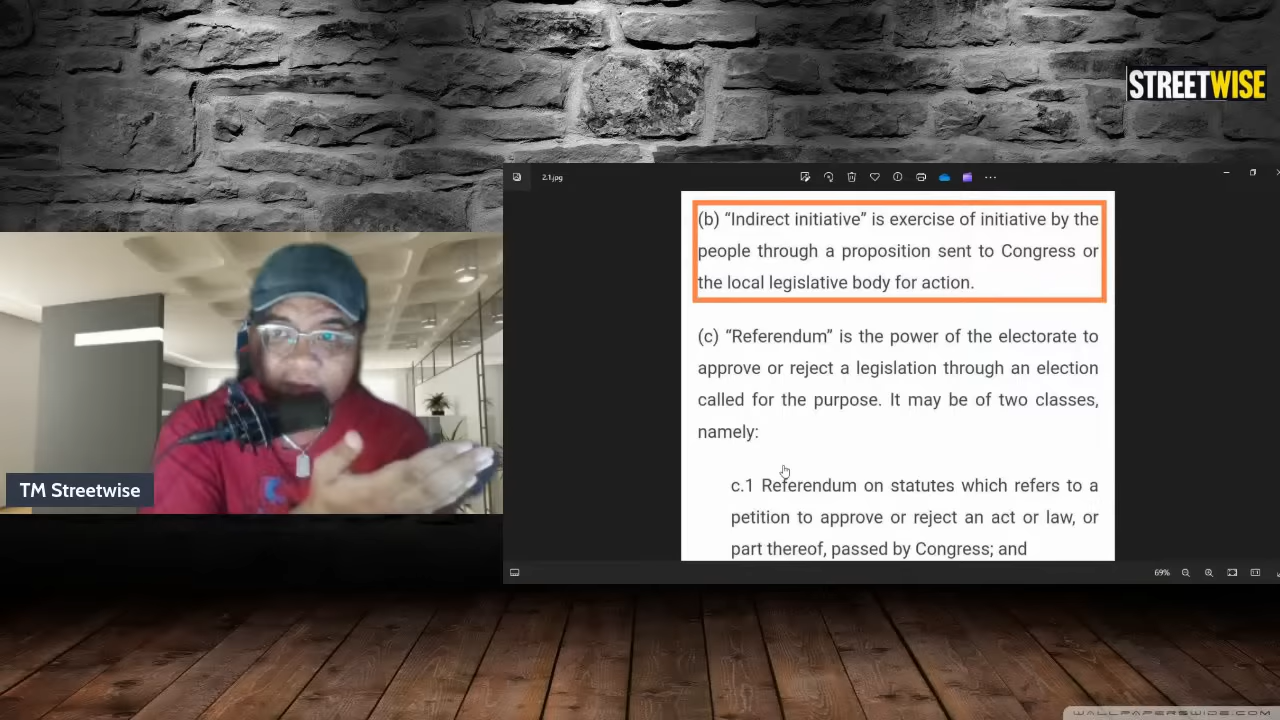 STREETWISE
2.1.jpg
(b) “Indirect initiative” is exercise of initiative by the
people through a proposition sent to Congress or
the local legislative body for action.
(c) “Referendum” is the power of the electorate to
approve or reject a legislation through an election
called for the purpose. It may be of two classes,
namely:
c.1 Referendum on statutes which refers to a
petition to approve or reject an act or law, or
part thereof, passed by Congress; and
TM Streetwise
69%
WALLPAPERSWIDE.COM